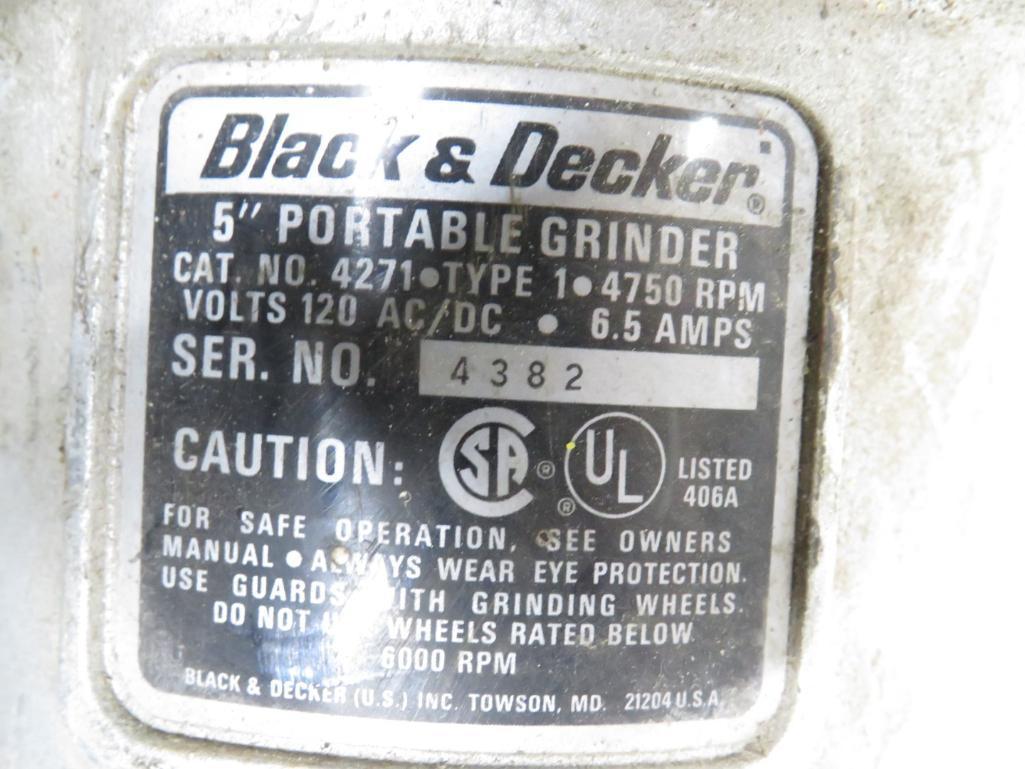 Black & Decker®
5" PORTABLE GRINDER
CAT. NO. 4271 • TYPE 1 • 4750 RPM
VOLTS 120 AC/DC • 6.5 AMPS
SER. NO. 4382
CAUTION: SA ® UL ® LISTED
406A
FOR SAFE OPERATION, SEE OWNERS
MANUAL • ALWAYS WEAR EYE PROTECTION.
USE GUARDS WITH GRINDING WHEELS.
DO NOT USE WHEELS RATED BELOW
6000 RPM
BLACK & DECKER (U.S.) INC. TOWSON, MD. 21204 U.S.A.